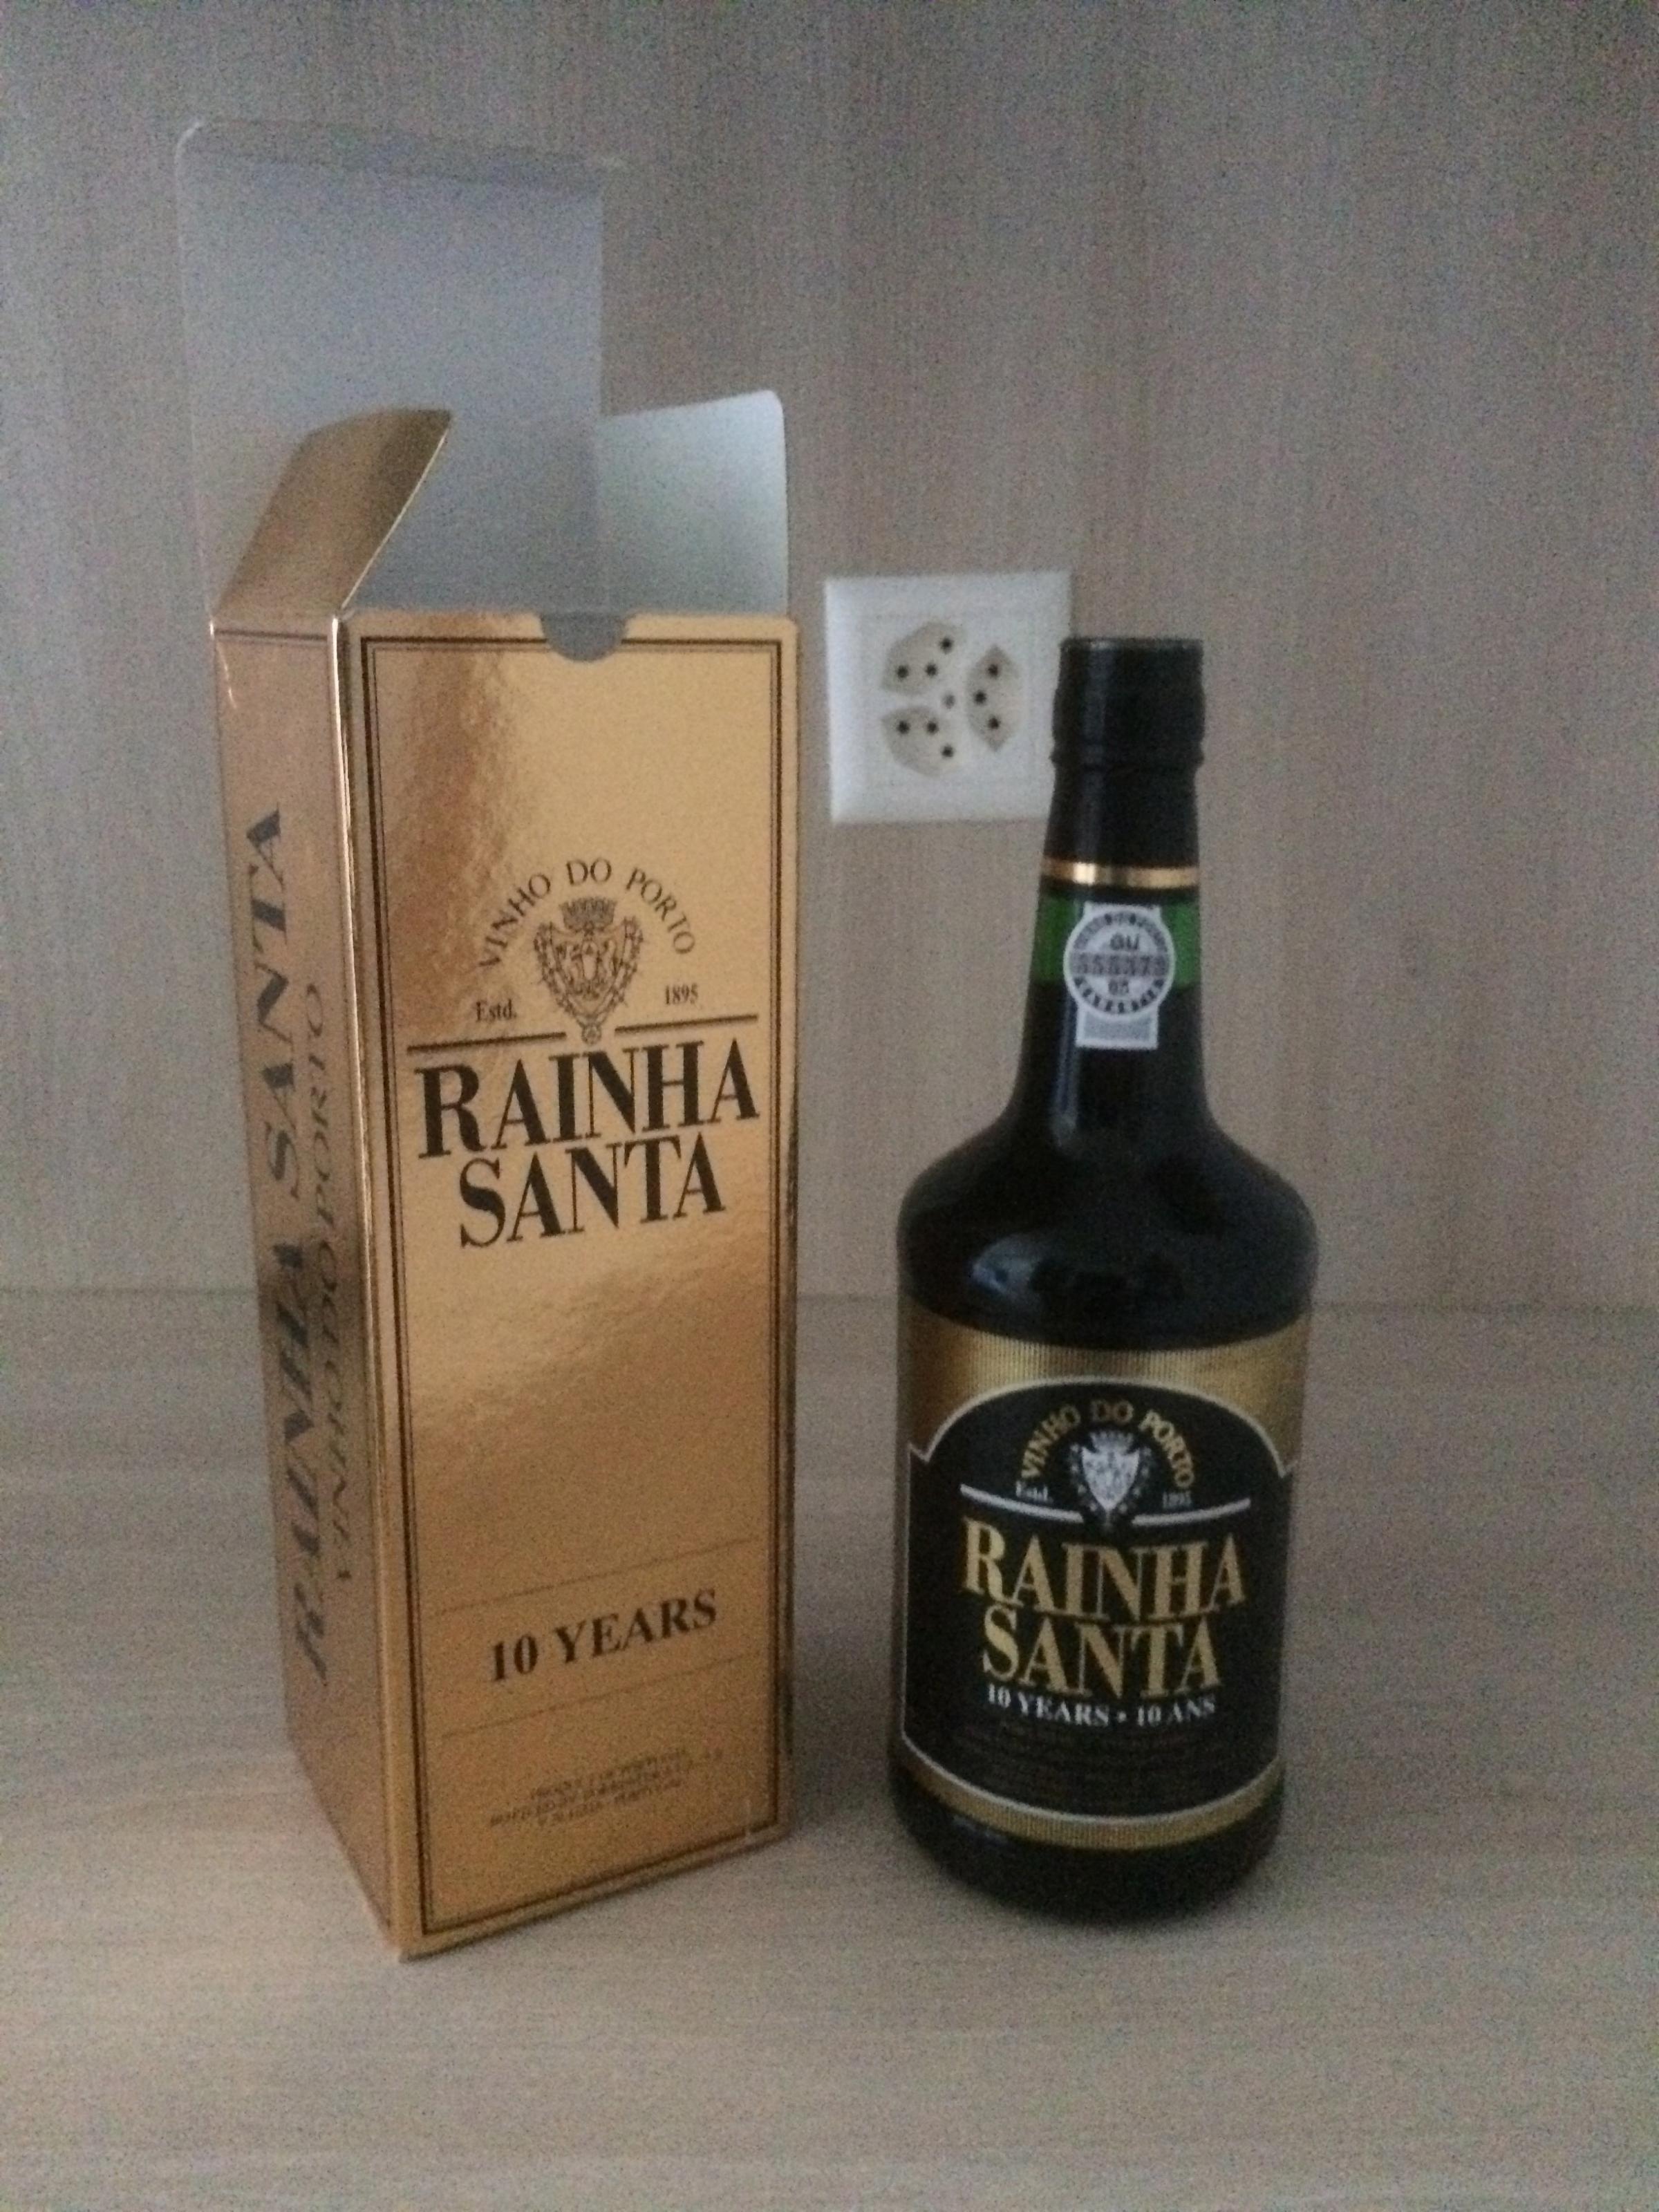 VINHO DO PORTO
Estd. 1895
RAINHA
SANTA
10 YEARS
RAINHA SANTA
VINHO DO PORTO
VINHO DO PORTO
Estd. 1895
RAINHA
SANTA
10 YEARS • 10 ANS